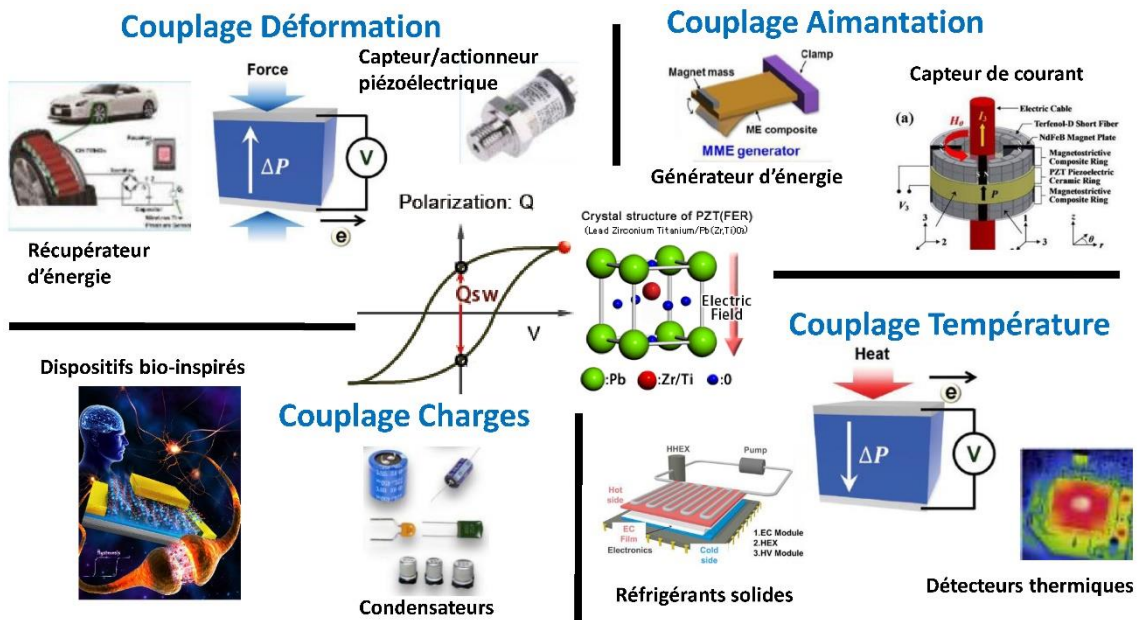 Couplage Déformation
Force
Capteur/actionneur
piézoélectrique
ΔP
V
e
Récupérateur
d'énergie
Couplage Aimantation
Clamp
Magnet mass
ME composite
MME generator
Générateur d'énergie
Capteur de courant
(a)
Electric Cable
Terfenol-D Short Fiber
NdFeB Magnet Plate
Magnetostrictive
Composite Ring
PZT Piezoelectric
Ceramic Ring
Magnetostrictive
Composite Ring
P
3
2
1
3
z
θ
r
Polarization: Q
Qsw
V
Crystal structure of PZT(FER)
(Lead Zirconium Titanium/Pb(Zr,Ti)O₃)
Electric
Field
:Pb :Zr/Ti :O
Couplage Température
Heat
e
ΔP
V
Dispositifs bio-inspirés
Couplage Charges
Condensateurs
HHEX
Pump
Hot
side
EC
Film
Electronics
Cold
side
1.EC Module
2.HEX
3.HV Module
Réfrigérants solides
Détecteurs thermiques